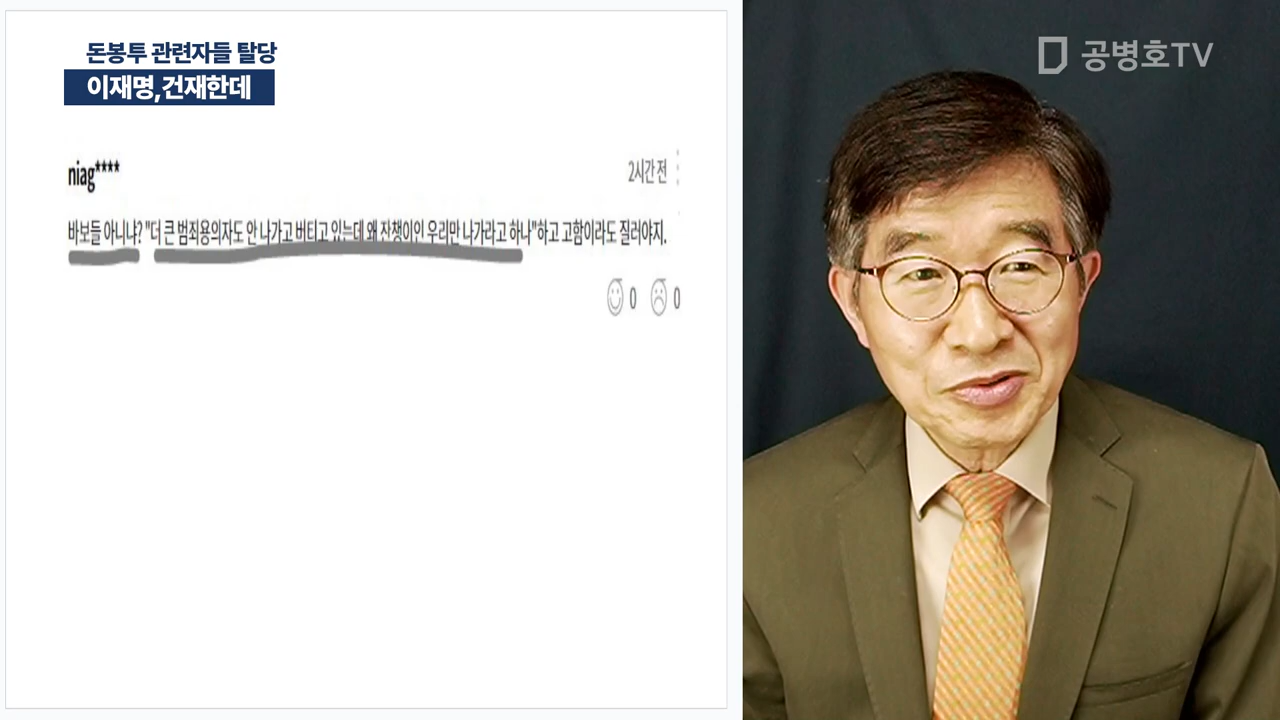 돈봉투 관련자들 탈당
이재명,건재한데
공병호TV
niag****
2시간 전
바보들 아니냐? "더 큰 범죄용의자도 안 나가고 버티고 있는데 왜 잔챙이인 우리만 나가라고 하냐"하고 고함이라도 질러야지.
0 0